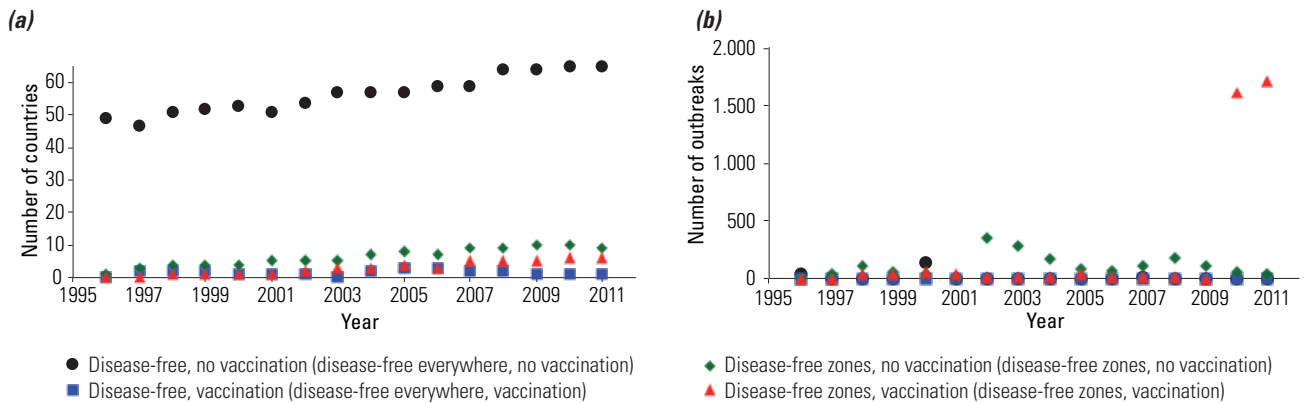 (a)
Number of countries
60
50
40
30
20
10
0
1995 1997 1999 2001 2003 2005 2007 2009 2011
Year
(b)
Number of outbreaks
2.000
1.500
1.000
500
0
1995 1997 1999 2001 2003 2005 2007 2009 2011
Year
Disease-free, no vaccination (disease-free everywhere, no vaccination)
Disease-free, vaccination (disease-free everywhere, vaccination)
Disease-free zones, no vaccination (disease-free zones, no vaccination)
Disease-free zones, vaccination (disease-free zones, vaccination)